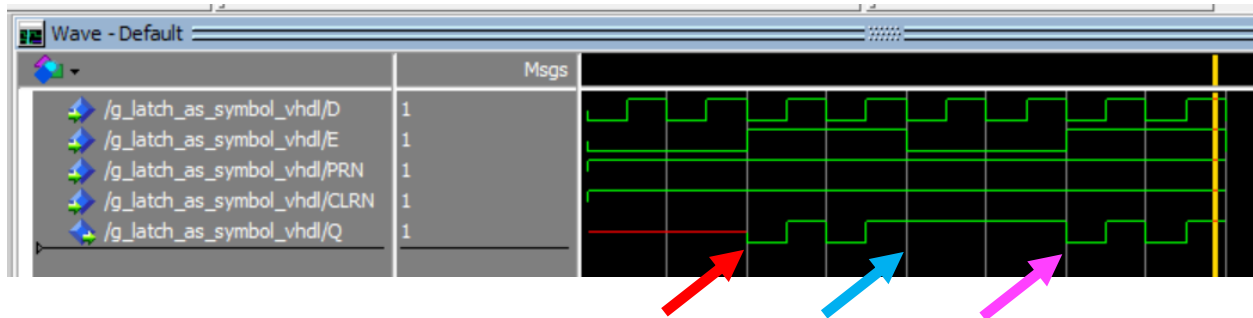 Wave - Default
Msgs
/g_latch_as_symbol_vhdl/D 1
/g_latch_as_symbol_vhdl/E 1
/g_latch_as_symbol_vhdl/PRN 1
/g_latch_as_symbol_vhdl/CLRN 1
/g_latch_as_symbol_vhdl/Q 1